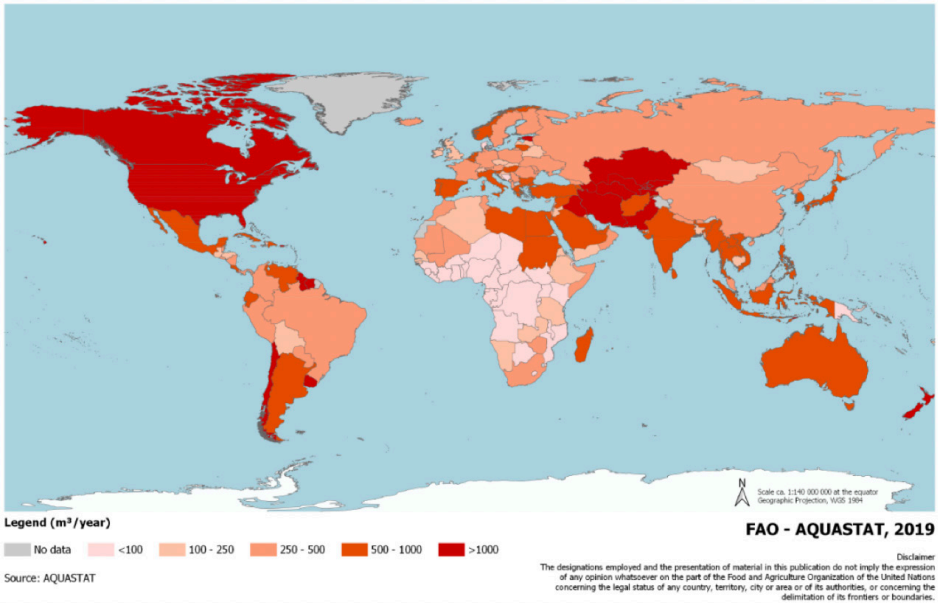 N
Scale ca. 1:140 000 000 at the equator
Geographic Projection, WGS 1984
Legend (m³/year)
No data
<100
100 - 250
250 - 500
500 - 1000
>1000
Source: AQUASTAT
FAO - AQUASTAT, 2019
Disclaimer
The designations employed and the presentation of material in this publication do not imply the expression
of any opinion whatsoever on the part of the Food and Agriculture Organization of the United Nations
concerning the legal status of any country, territory, city or area or of its authorities, or concerning the
delimitation of its frontiers or boundaries.